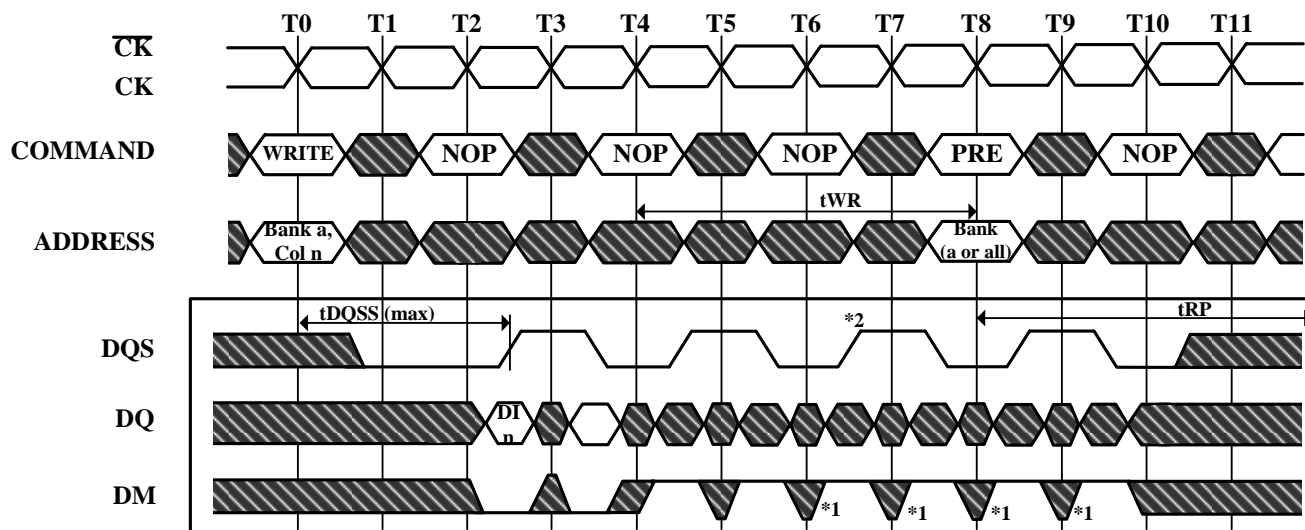 T0 T1 T2 T3 T4 T5 T6 T7 T8 T9 T10 T11
CK
CK
COMMAND WRITE NOP NOP NOP PRE NOP
tWR
ADDRESS Bank a, Col n Bank (a or all)
tDQSS (max) tRP
*2
DQS
DQ DI n
DM
*1 *1 *1 *1